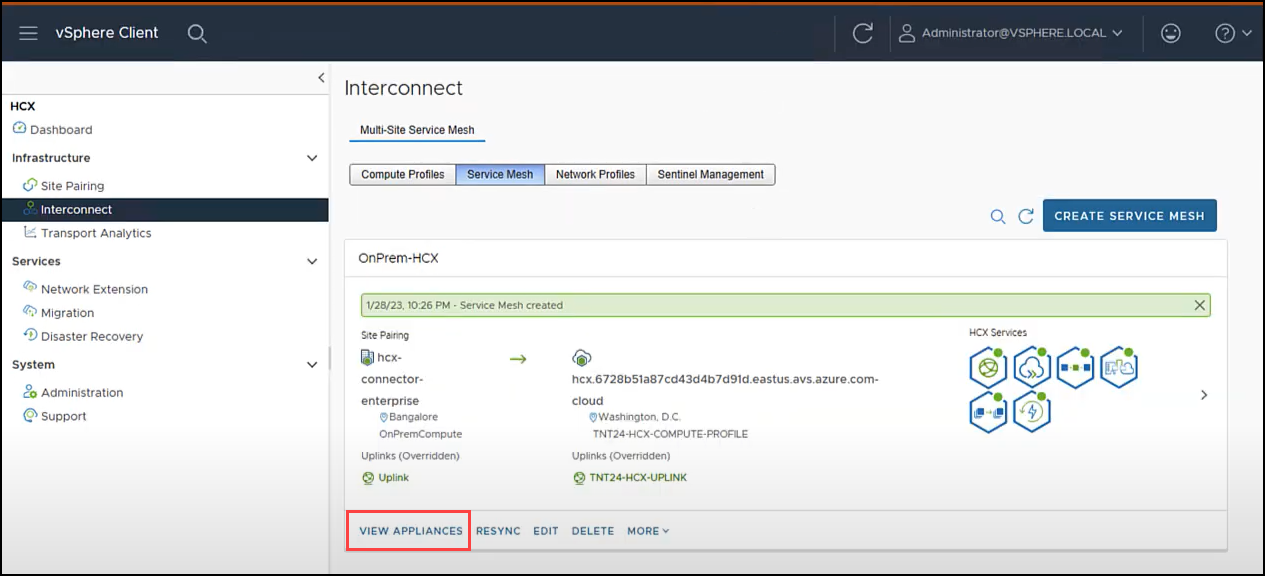 vSphere Client
Administrator@VSPHERE.LOCAL
HCX
Dashboard
Infrastructure
Site Pairing
Interconnect
Transport Analytics
Services
Network Extension
Migration
Disaster Recovery
System
Administration
Support
Interconnect
Multi-Site Service Mesh
Compute Profiles
Service Mesh
Network Profiles
Sentinel Management
CREATE SERVICE MESH
OnPrem-HCX
1/28/23, 10:26 PM - Service Mesh created
Site Pairing
hcx-
connector-
enterprise
Bangalore
OnPremCompute
Uplinks (Overridden)
Uplink
hcx.6728b51a87cd43d4b7d91d.eastus.avs.azure.com-
cloud
Washington, D.C.
TNT24-HCX-COMPUTE-PROFILE
Uplinks (Overridden)
TNT24-HCX-UPLINK
HCX Services
VIEW APPLIANCES
RESYNC
EDIT
DELETE
MORE